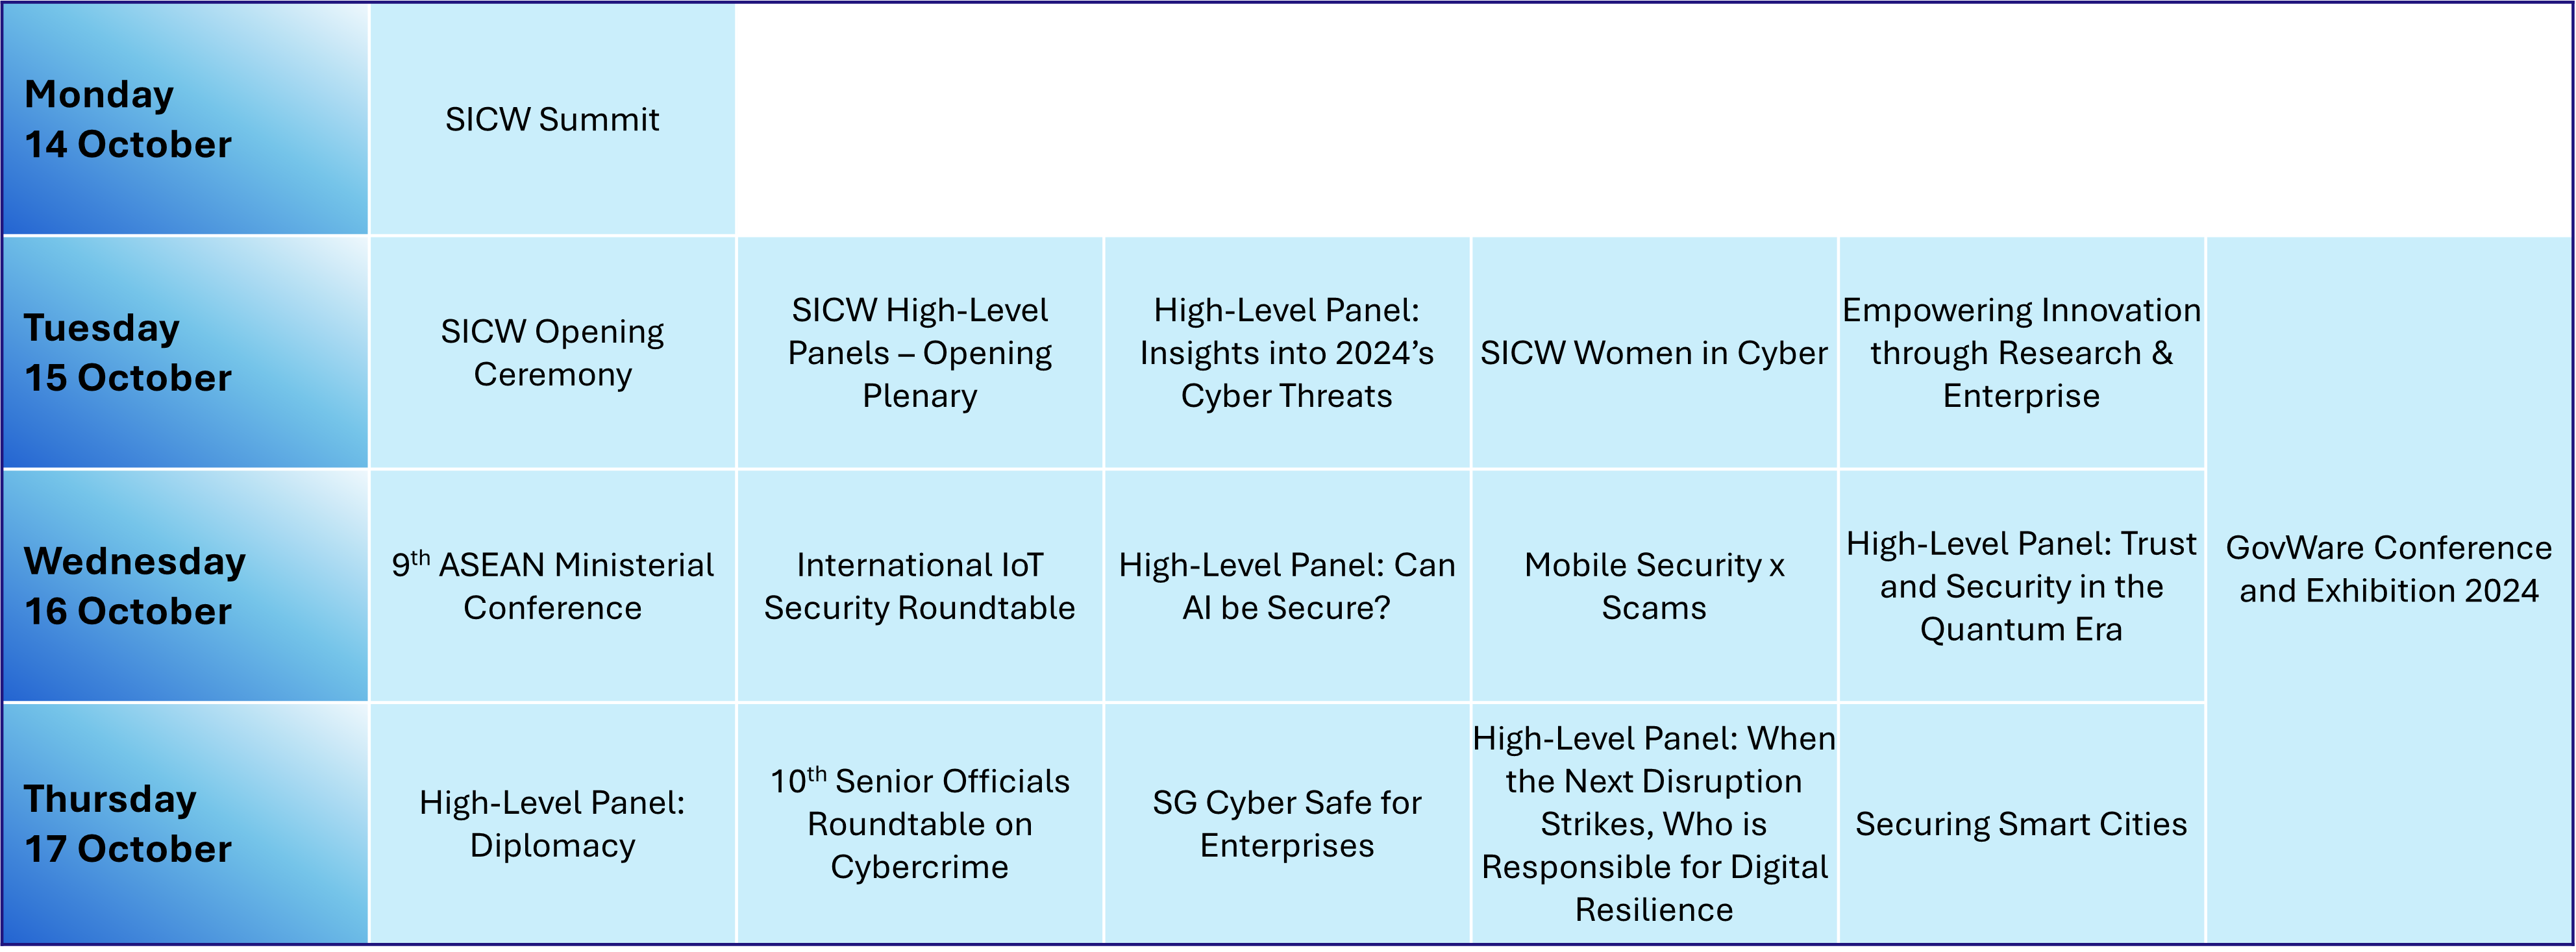 Monday
14 October
SICW Summit
Tuesday
15 October
SICW Opening
Ceremony
SICW High-Level
Panels – Opening
Plenary
High-Level Panel:
Insights into 2024’s
Cyber Threats
SICW Women in Cyber
Empowering Innovation
through Research &
Enterprise
GovWare Conference
and Exhibition 2024
Wednesday
16 October
9th ASEAN Ministerial
Conference
International IoT
Security Roundtable
High-Level Panel: Can
AI be Secure?
Mobile Security x
Scams
High-Level Panel: Trust
and Security in the
Quantum Era
Thursday
17 October
High-Level Panel:
Diplomacy
10th Senior Officials
Roundtable on
Cybercrime
SG Cyber Safe for
Enterprises
High-Level Panel: When
the Next Disruption
Strikes, Who is
Responsible for Digital
Resilience
Securing Smart Cities